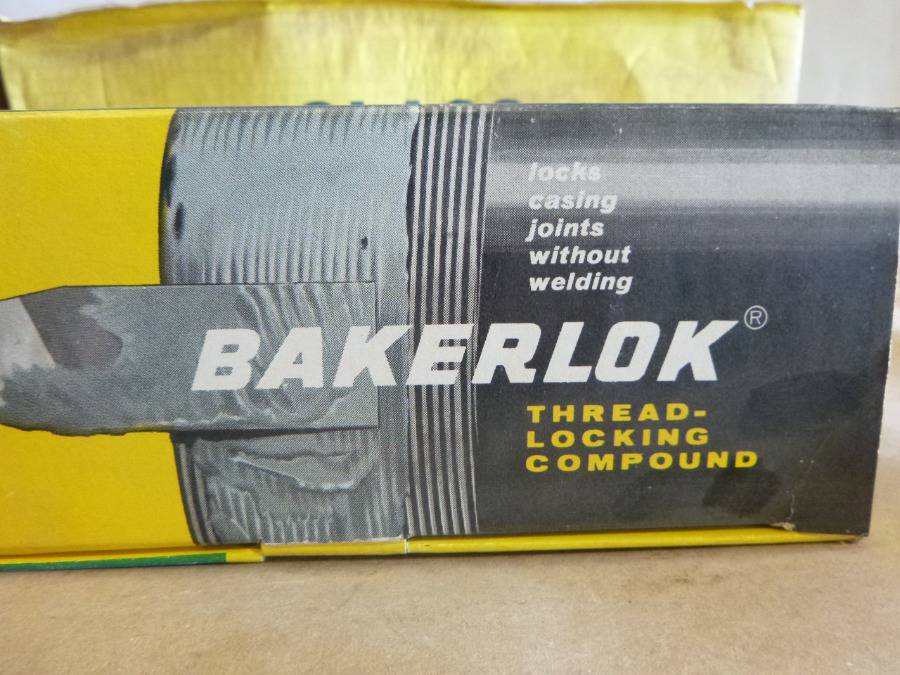 locks
casing
joints
without
welding
BAKERLOK®
THREAD-
LOCKING
COMPOUND